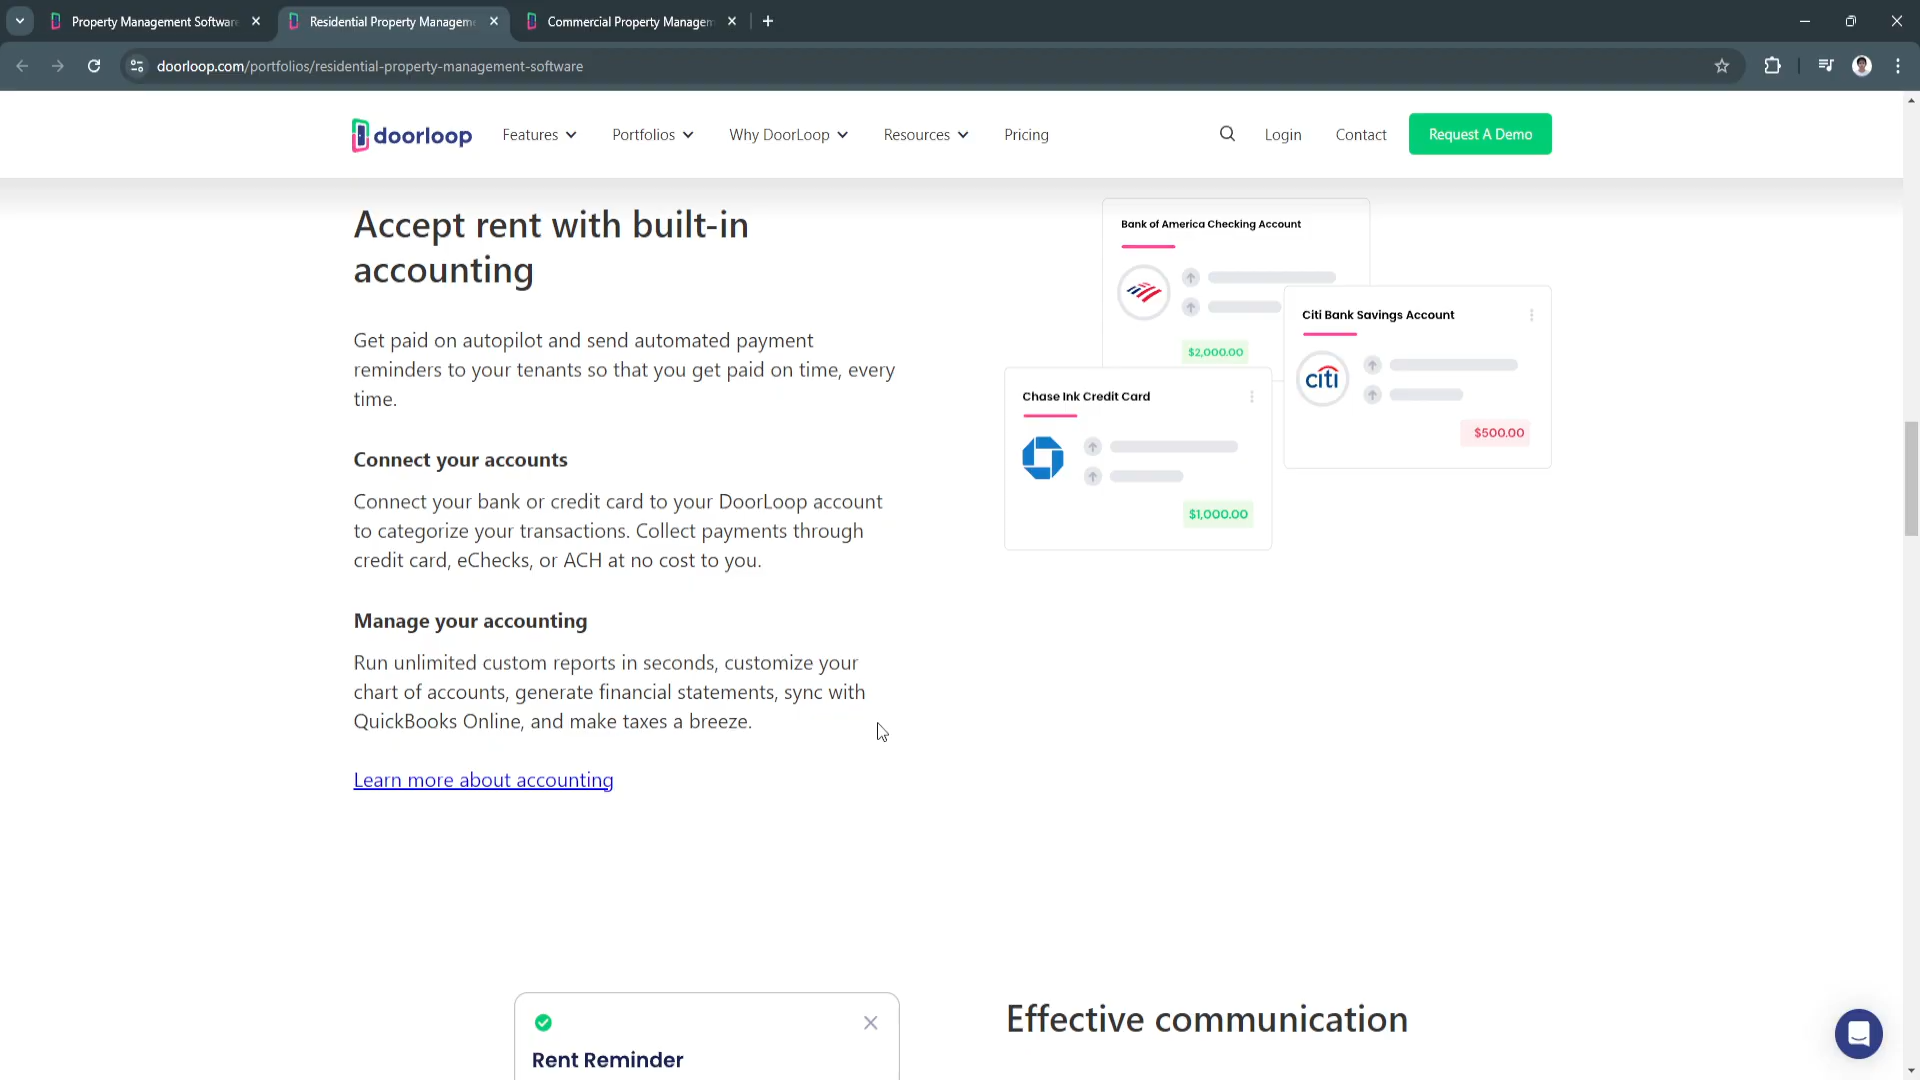 Property Management Software
Residential Property Managem
Commercial Property Managem
doorloop.com/portfolios/residential-property-management-software
doorloop
Features
Portfolios
Why DoorLoop
Resources
Pricing
Login
Contact
Request A Demo
Accept rent with built-in
accounting
Get paid on autopilot and send automated payment
reminders to your tenants so that you get paid on time, every
time.
Connect your accounts
Connect your bank or credit card to your DoorLoop account
to categorize your transactions. Collect payments through
credit card, eChecks, or ACH at no cost to you.
Manage your accounting
Run unlimited custom reports in seconds, customize your
chart of accounts, generate financial statements, sync with
QuickBooks Online, and make taxes a breeze.
Learn more about accounting
Bank of America Checking Account
$2,000.00
Citi Bank Savings Account
citi
$500.00
Chase Ink Credit Card
$1,000.00
Rent Reminder
Effective communication